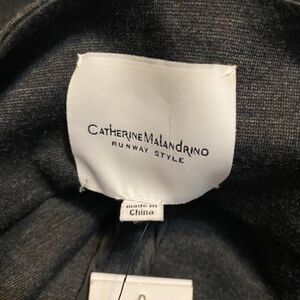 CATHERINE MALANDRINO
RUNWAY STYLE
made in
China